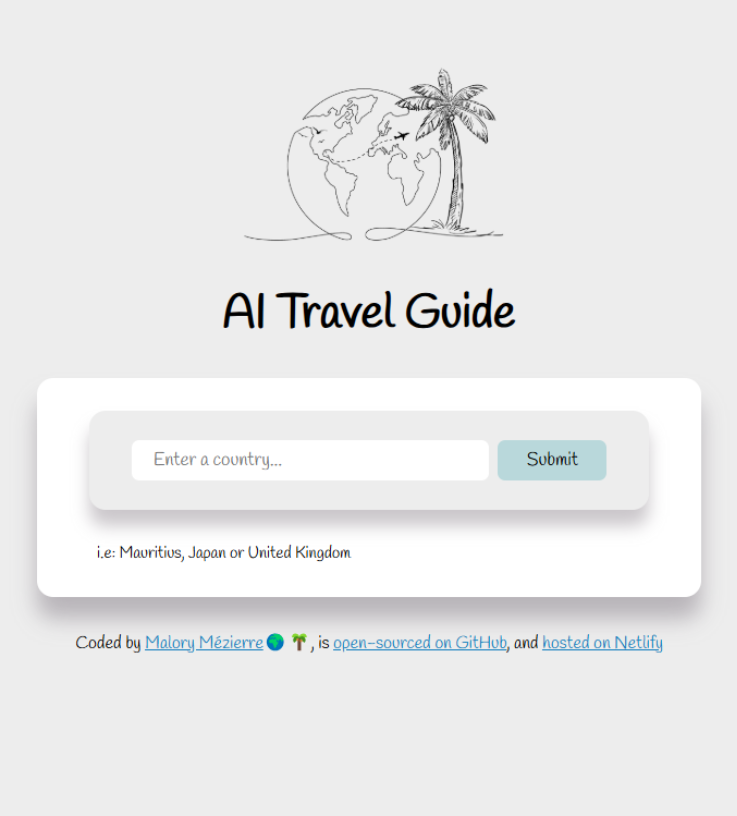 AI Travel Guide
Enter a country...
Submit
i.e: Mauritius, Japan or United Kingdom
Coded by Malory Mézierre🌎 🌴, is open-sourced on GitHub, and hosted on Netlify